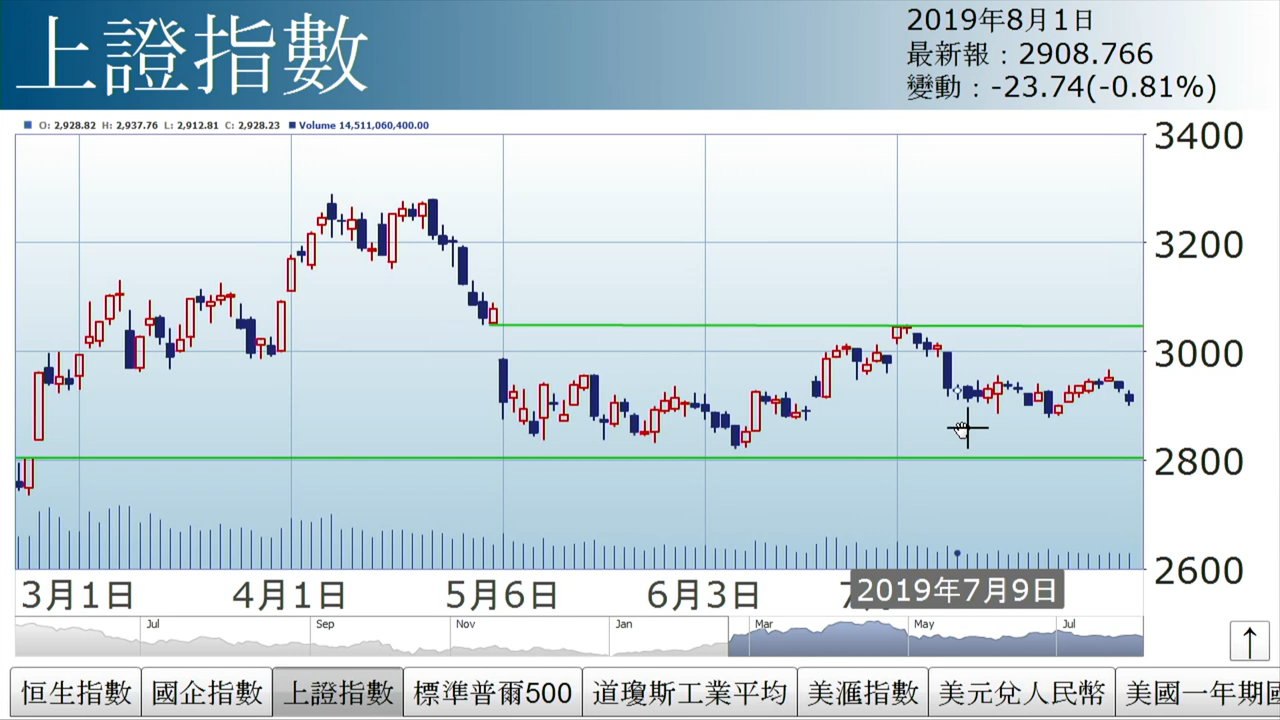 上證指數
2019年8月1日
最新報：2908.766
變動：-23.74(-0.81%)
O: 2,928.82 H: 2,937.76 L: 2,912.81 C: 2,928.23 Volume 14,511,060,400.00
3400
3200
3000
2800
2600
3月1日 4月1日 5月6日 6月3日 2019年7月9日
Jul Sep Nov Jan Mar May Jul
↑
恒生指數 國企指數 上證指數 標準普爾500 道瓊斯工業平均 美滙指數 美元兌人民幣 美國一年期